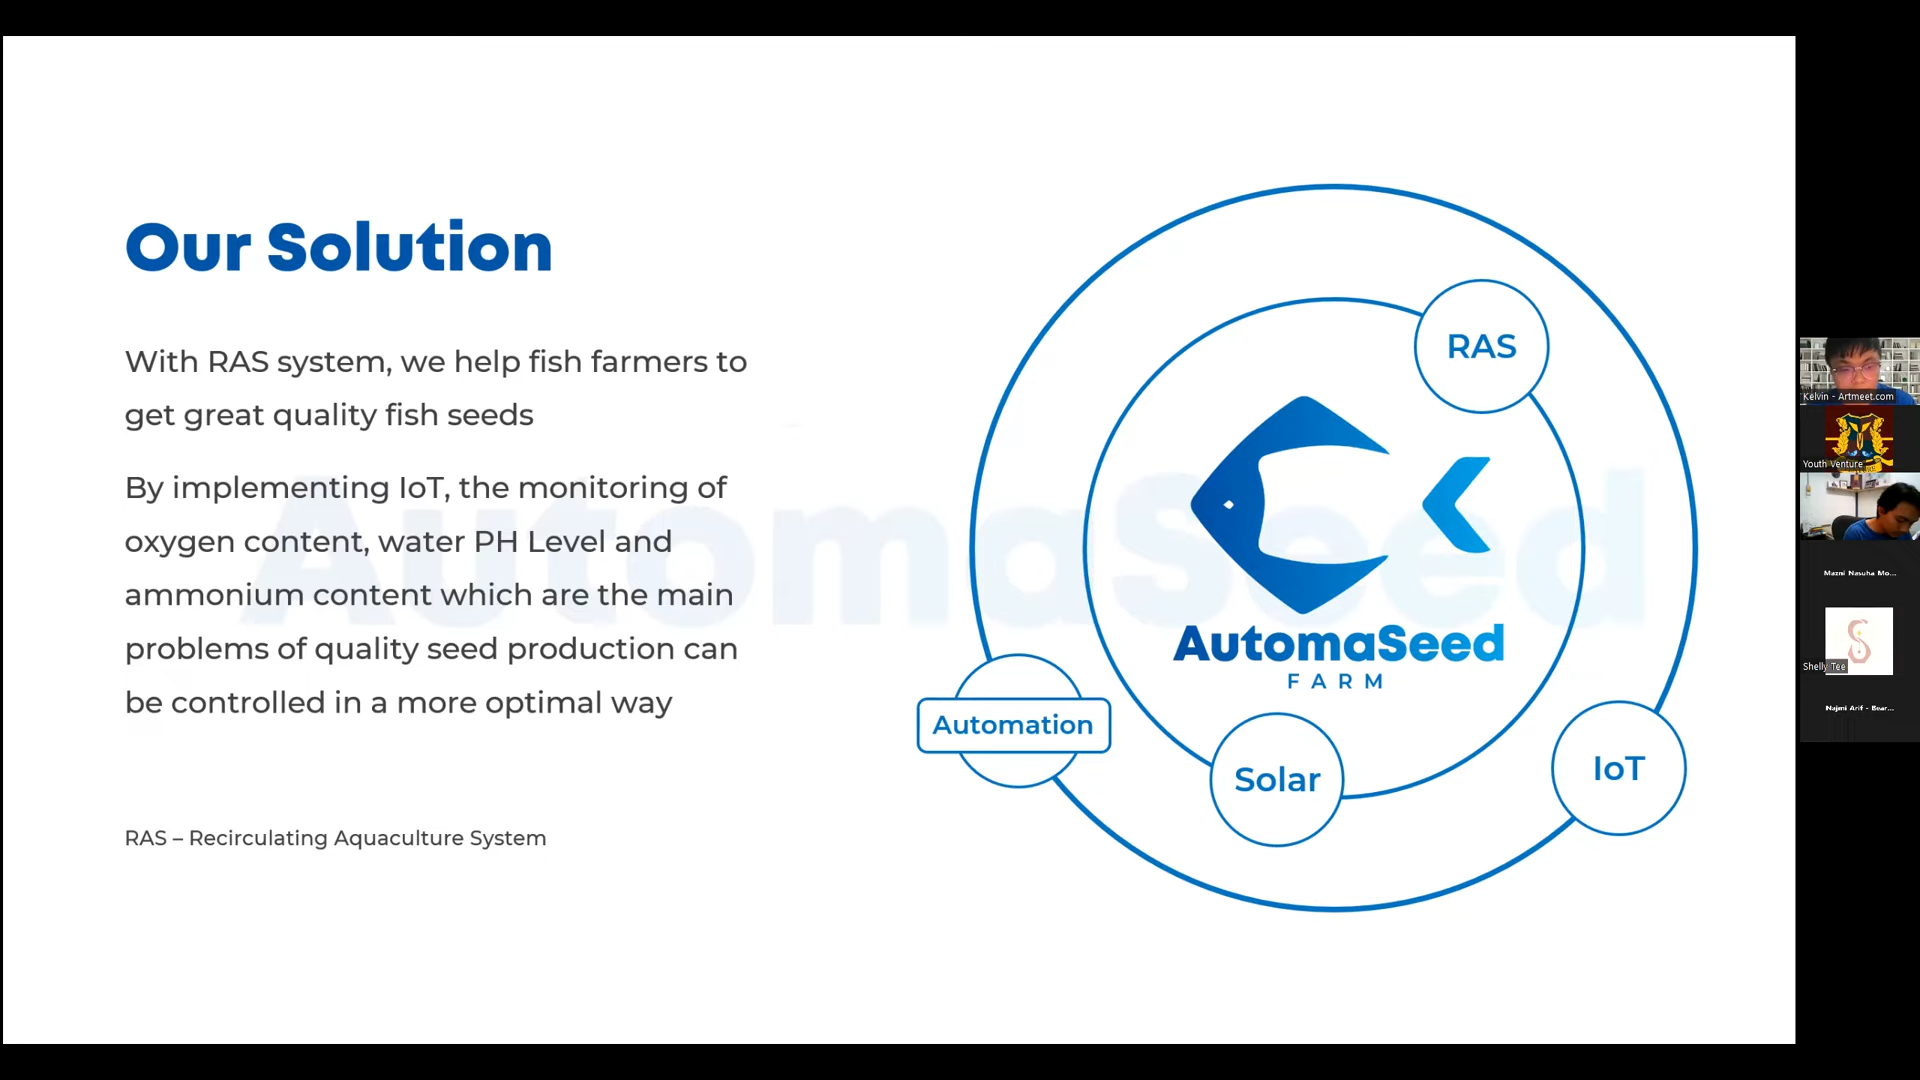 Our Solution
With RAS system, we help fish farmers to
get great quality fish seeds
By implementing IoT, the monitoring of
oxygen content, water PH Level and
ammonium content which are the main
problems of quality seed production can
be controlled in a more optimal way
RAS – Recirculating Aquaculture System
AutomaSeed
RAS
AutomaSeed
FARM
Automation
Solar
IoT
Kelvin - Artmeet.com
Youth Venture
Mazni Nasuha Mo...
Shelly Tee
Najmi Arif - Bear...